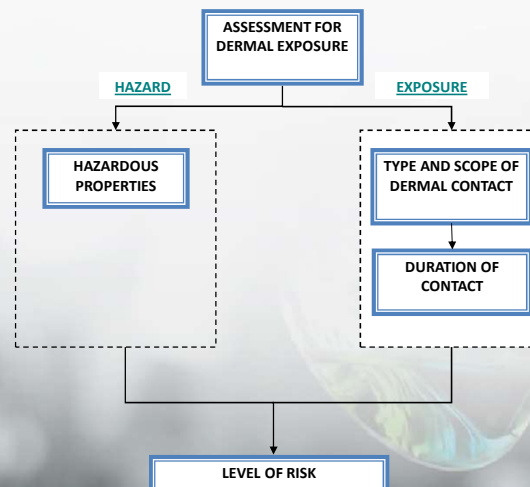 ASSESSMENT FOR
DERMAL EXPOSURE
HAZARD
EXPOSURE
HAZARDOUS
PROPERTIES
TYPE AND SCOPE OF
DERMAL CONTACT
DURATION OF
CONTACT
LEVEL OF RISK